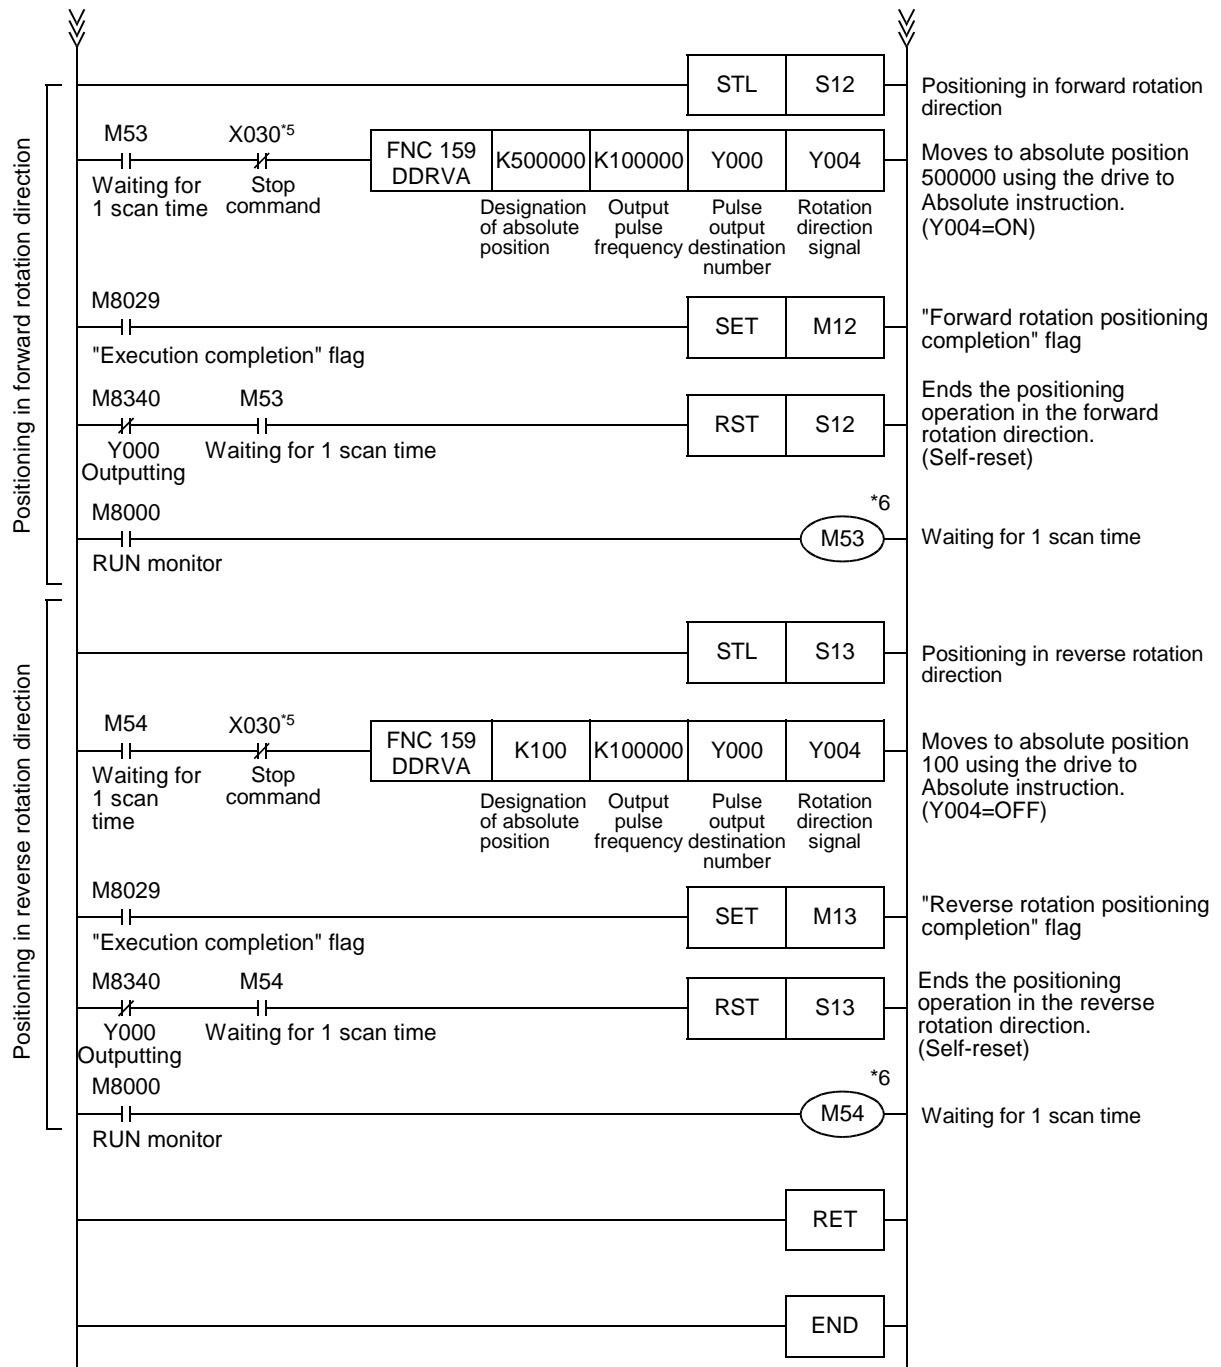 STL S12
Positioning in forward rotation
direction
Positioning in forward rotation direction
M53 X030*5
FNC 159
DDRVA K500000 K100000 Y000 Y004
Waiting for
1 scan time
Stop
command
Designation
of absolute
position
Output
pulse
frequency
Pulse
output
destination
number
Rotation
direction
signal
Moves to absolute position
500000 using the drive to
Absolute instruction.
(Y004=ON)
M8029
SET M12
"Execution completion" flag
"Forward rotation positioning
completion" flag
M8340 M53
RST S12
Y000
Outputting
Waiting for 1 scan time
Ends the positioning
operation in the forward
rotation direction.
(Self-reset)
M8000
*6
M53
RUN monitor
Waiting for 1 scan time
STL S13
Positioning in reverse rotation
direction
Positioning in reverse rotation direction
M54 X030*5
FNC 159
DDRVA K100 K100000 Y000 Y004
Waiting for
1 scan
time
Stop
command
Designation
of absolute
position
Output
pulse
frequency
Pulse
output
destination
number
Rotation
direction
signal
Moves to absolute position
100 using the drive to
Absolute instruction.
(Y004=OFF)
M8029
SET M13
"Execution completion" flag
"Reverse rotation positioning
completion" flag
M8340 M54
RST S13
Y000
Outputting
Waiting for 1 scan time
Ends the positioning
operation in the reverse
rotation direction.
(Self-reset)
M8000
*6
M54
RUN monitor
Waiting for 1 scan time
RET
END